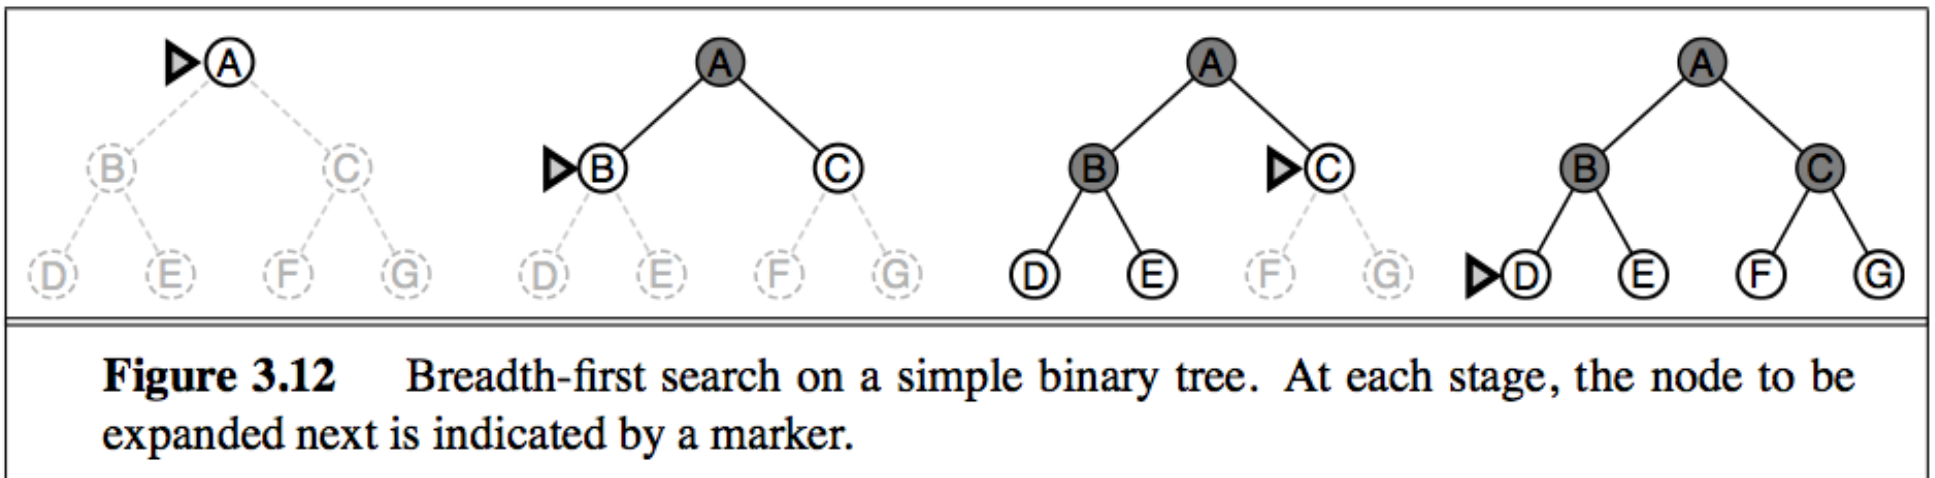 A A A A
B C B C B C B C
D E F G D E F G D E F G D E F G
Figure 3.12 Breadth-first search on a simple binary tree. At each stage, the node to be
expanded next is indicated by a marker.